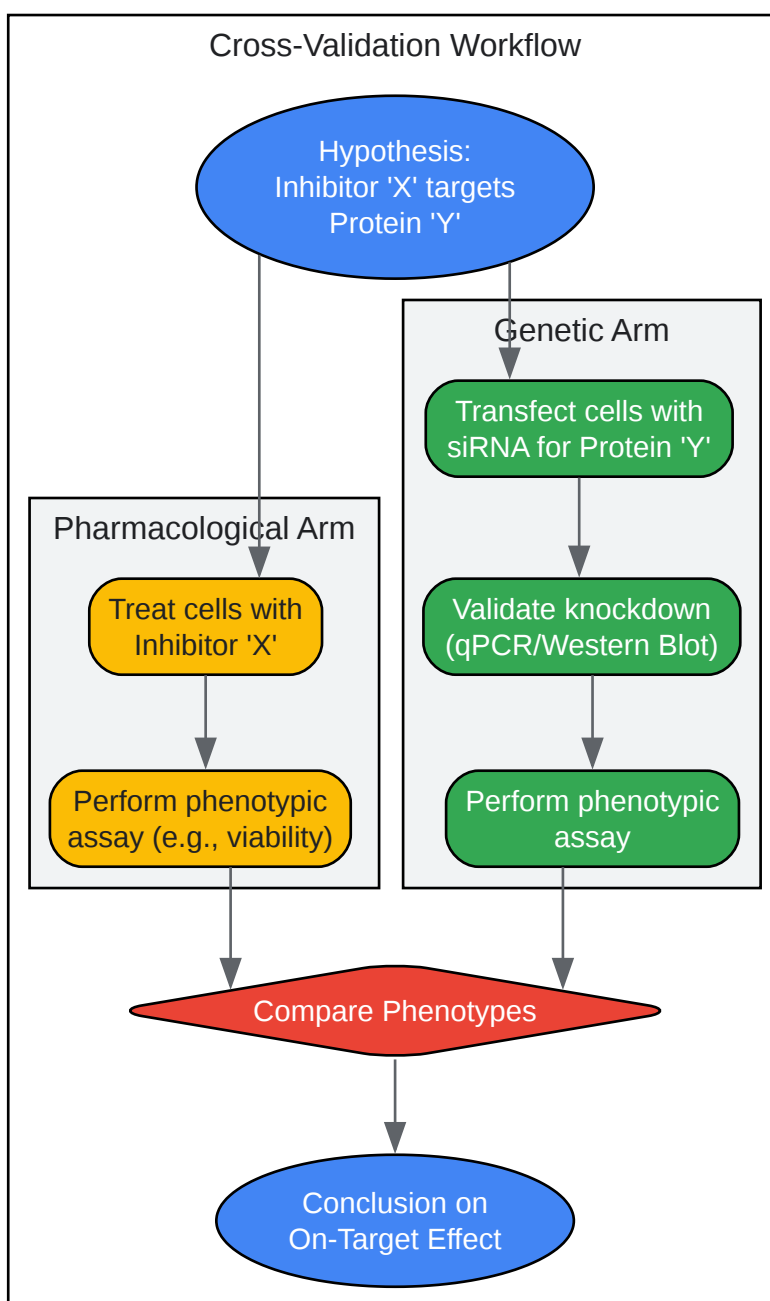 Cross-Validation Workflow
Hypothesis:
Inhibitor 'X' targets
Protein 'Y'
Genetic Arm
Transfect cells with
siRNA for Protein 'Y'
Pharmacological Arm
Treat cells with
Inhibitor 'X'
Validate knockdown
(qPCR/Western Blot)
Perform phenotypic
assay (e.g., viability)
Perform phenotypic
assay
Compare Phenotypes
Conclusion on
On-Target Effect